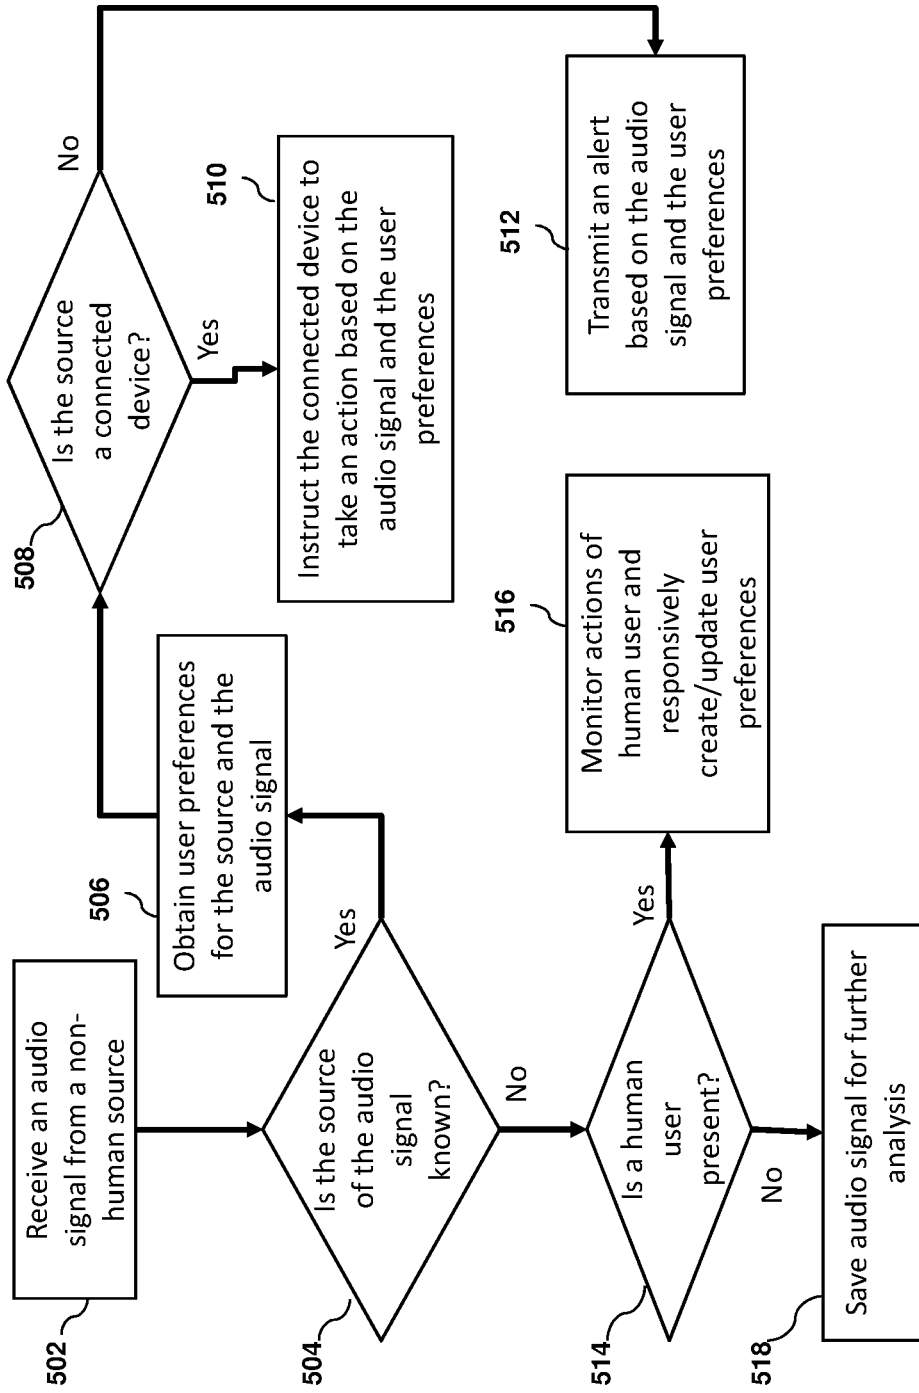 502
Receive an audio
signal from a non-
human source
504
Is the source
of the audio
signal
known?
Yes
No
506
Obtain user preferences
for the source and the
audio signal
508
Is the source
a connected
device?
No
Yes
510
Instruct the connected device to
take an action based on the
audio signal and the user
preferences
512
Transmit an alert
based on the audio
signal and the user
preferences
514
Is a human
user
present?
Yes
No
516
Monitor actions of
human user and
responsively
create/update user
preferences
518
Save audio signal for further
analysis